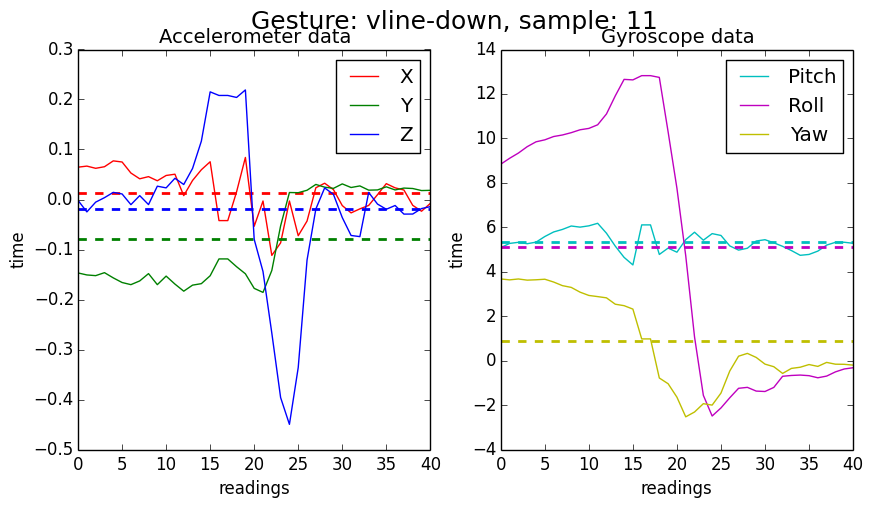 Gesture: vline-down, sample: 11
Accelerometer data
0.3
0.2
0.1
0.0
−0.1
−0.2
−0.3
−0.4
−0.5
time
X
Y
Z
0 5 10 15 20 25 30 35 40
readings
Gyroscope data
14
12
10
8
6
4
2
0
−2
−4
time
Pitch
Roll
Yaw
0 5 10 15 20 25 30 35 40
readings